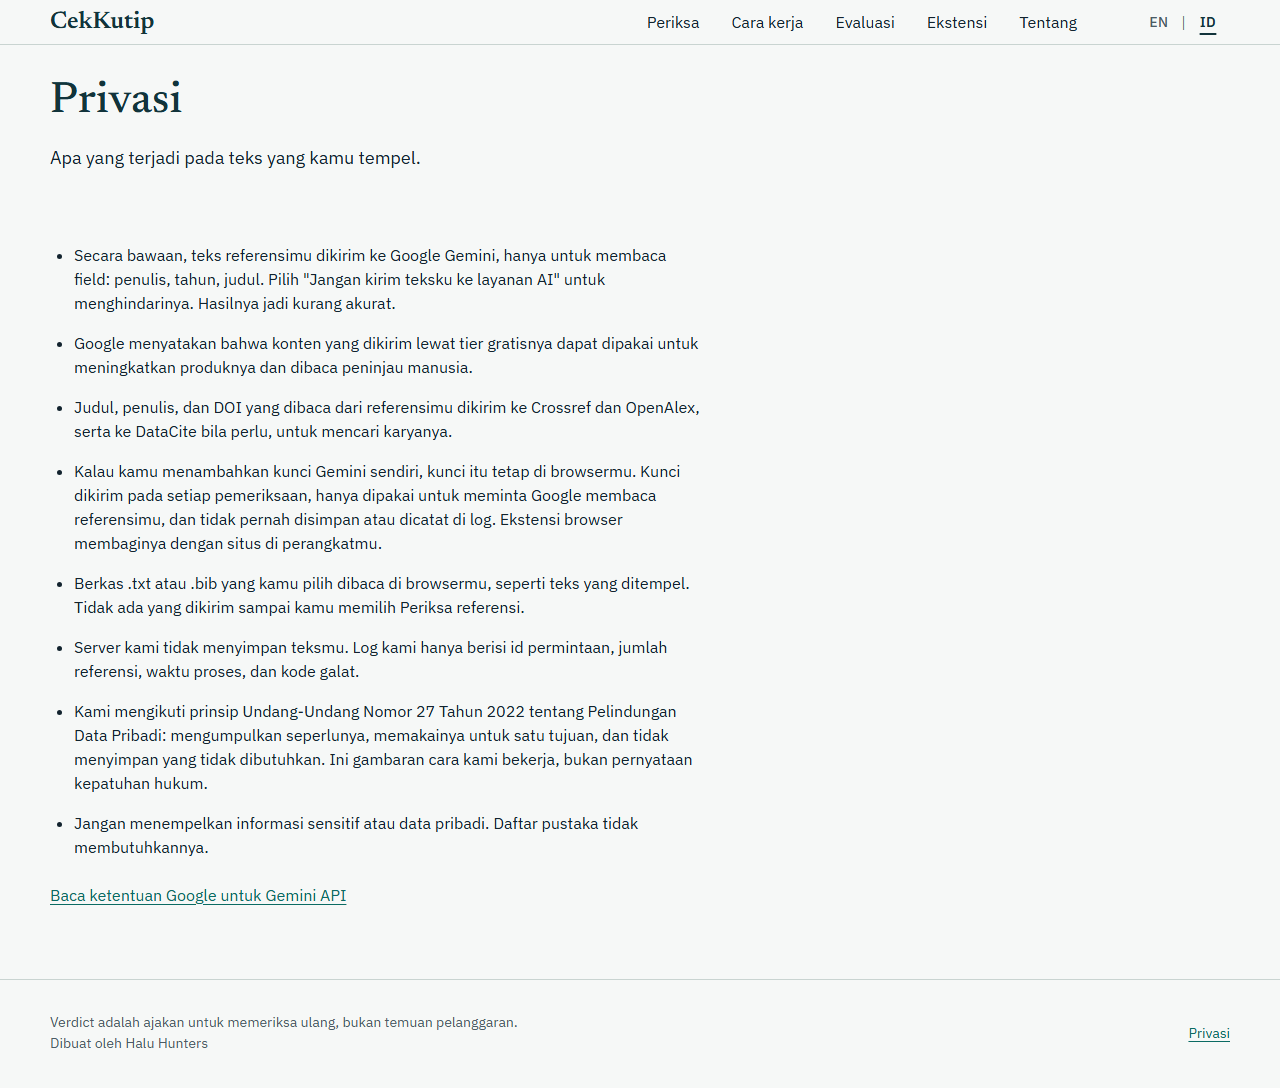 CekKutip
Periksa
Cara kerja
Evaluasi
Ekstensi
Tentang
EN | ID
Privasi
Apa yang terjadi pada teks yang kamu tempel.
• Secara bawaan, teks referensimu dikirim ke Google Gemini, hanya untuk membaca
field: penulis, tahun, judul. Pilih "Jangan kirim teksku ke layanan AI" untuk
menghindarinya. Hasilnya jadi kurang akurat.
• Google menyatakan bahwa konten yang dikirim lewat tier gratisnya dapat dipakai untuk
meningkatkan produknya dan dibaca peninjau manusia.
• Judul, penulis, dan DOI yang dibaca dari referensimu dikirim ke Crossref dan OpenAlex,
serta ke DataCite bila perlu, untuk mencari karyanya.
• Kalau kamu menambahkan kunci Gemini sendiri, kunci itu tetap di browsermu. Kunci
dikirim pada setiap pemeriksaan, hanya dipakai untuk meminta Google membaca
referensimu, dan tidak pernah disimpan atau dicatat di log. Ekstensi browser
membaginya dengan situs di perangkatmu.
• Berkas .txt atau .bib yang kamu pilih dibaca di browsermu, seperti teks yang ditempel.
Tidak ada yang dikirim sampai kamu memilih Periksa referensi.
• Server kami tidak menyimpan teksmu. Log kami hanya berisi id permintaan, jumlah
referensi, waktu proses, dan kode galat.
• Kami mengikuti prinsip Undang-Undang Nomor 27 Tahun 2022 tentang Pelindungan
Data Pribadi: mengumpulkan seperlunya, memakainya untuk satu tujuan, dan tidak
menyimpan yang tidak dibutuhkan. Ini gambaran cara kami bekerja, bukan pernyataan
kepatuhan hukum.
• Jangan menempelkan informasi sensitif atau data pribadi. Daftar pustaka tidak
membutuhkannya.
Baca ketentuan Google untuk Gemini API
Verdict adalah ajakan untuk memeriksa ulang, bukan temuan pelanggaran.
Dibuat oleh Halu Hunters
Privasi